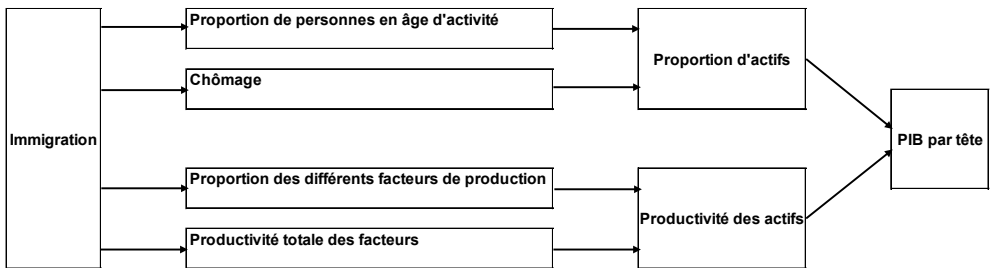 Proportion de personnes en âge d'activité
Proportion d'actifs
Chômage
Immigration
PIB par tête
Proportion des différents facteurs de production
Productivité des actifs
Productivité totale des facteurs